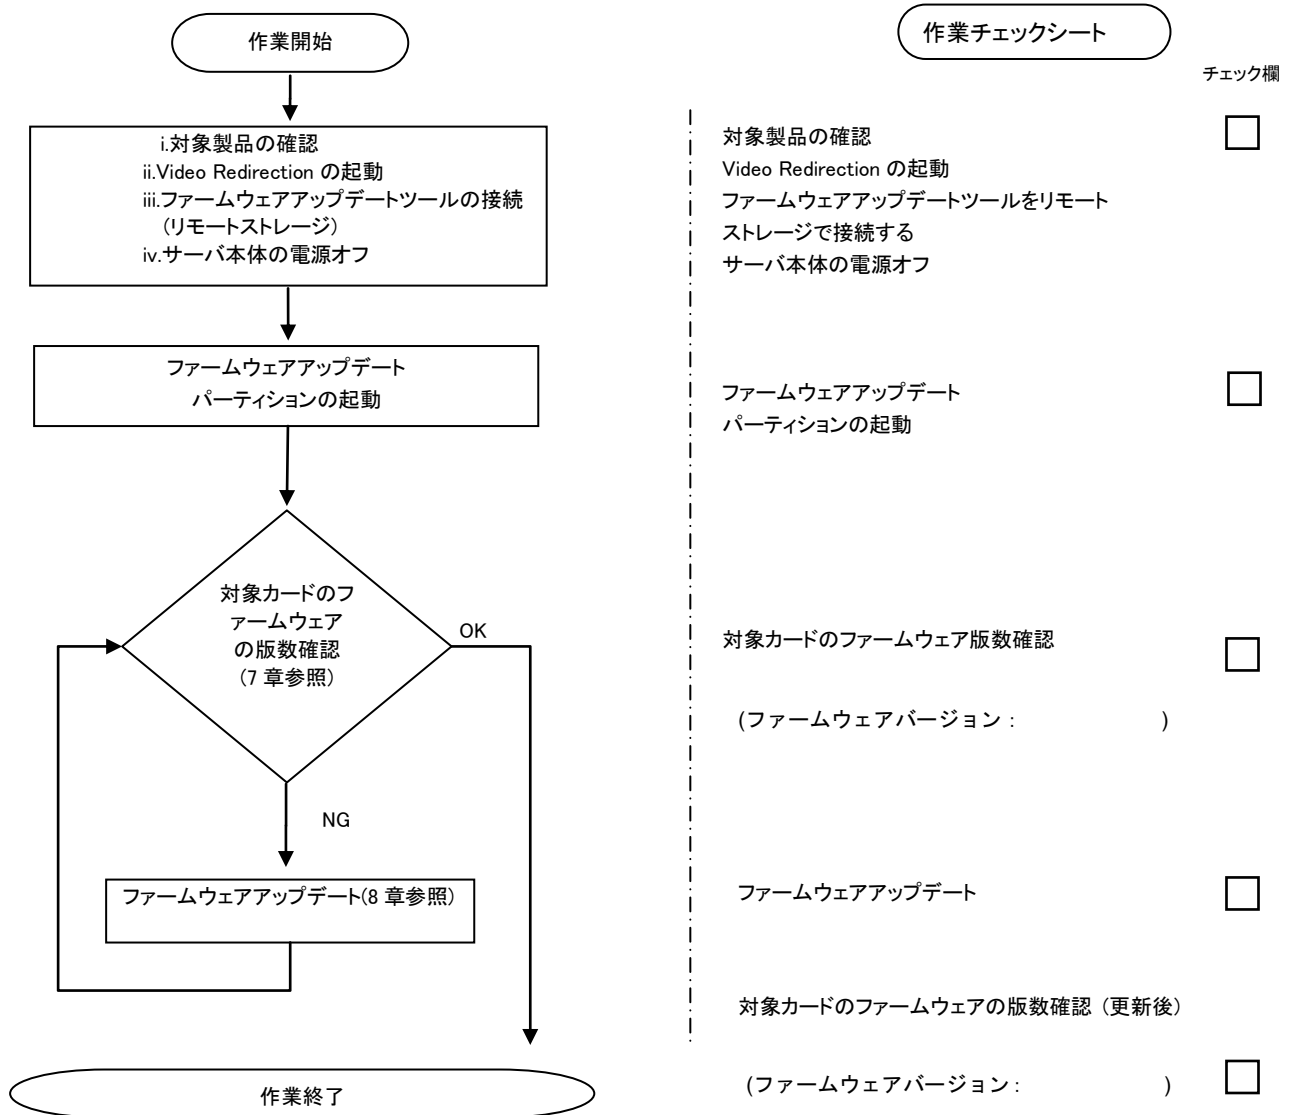 作業開始
i.対象製品の確認
ii.Video Redirection の起動
iii.ファームウェアアップデートツールの接続
(リモートストレージ)
iv.サーバ本体の電源オフ
ファームウェアアップデート
パーティションの起動
対象カードのフ
ァームウェア
の版数確認
(7 章参照)
OK
NG
ファームウェアアップデート(8 章参照)
作業終了
作業チェックシート
チェック欄
対象製品の確認
Video Redirection の起動
ファームウェアアップデートツールをリモート
ストレージで接続する
サーバ本体の電源オフ
ファームウェアアップデート
パーティションの起動
対象カードのファームウェア版数確認
(ファームウェアバージョン : )
ファームウェアアップデート
対象カードのファームウェアの版数確認 (更新後)
(ファームウェアバージョン : )